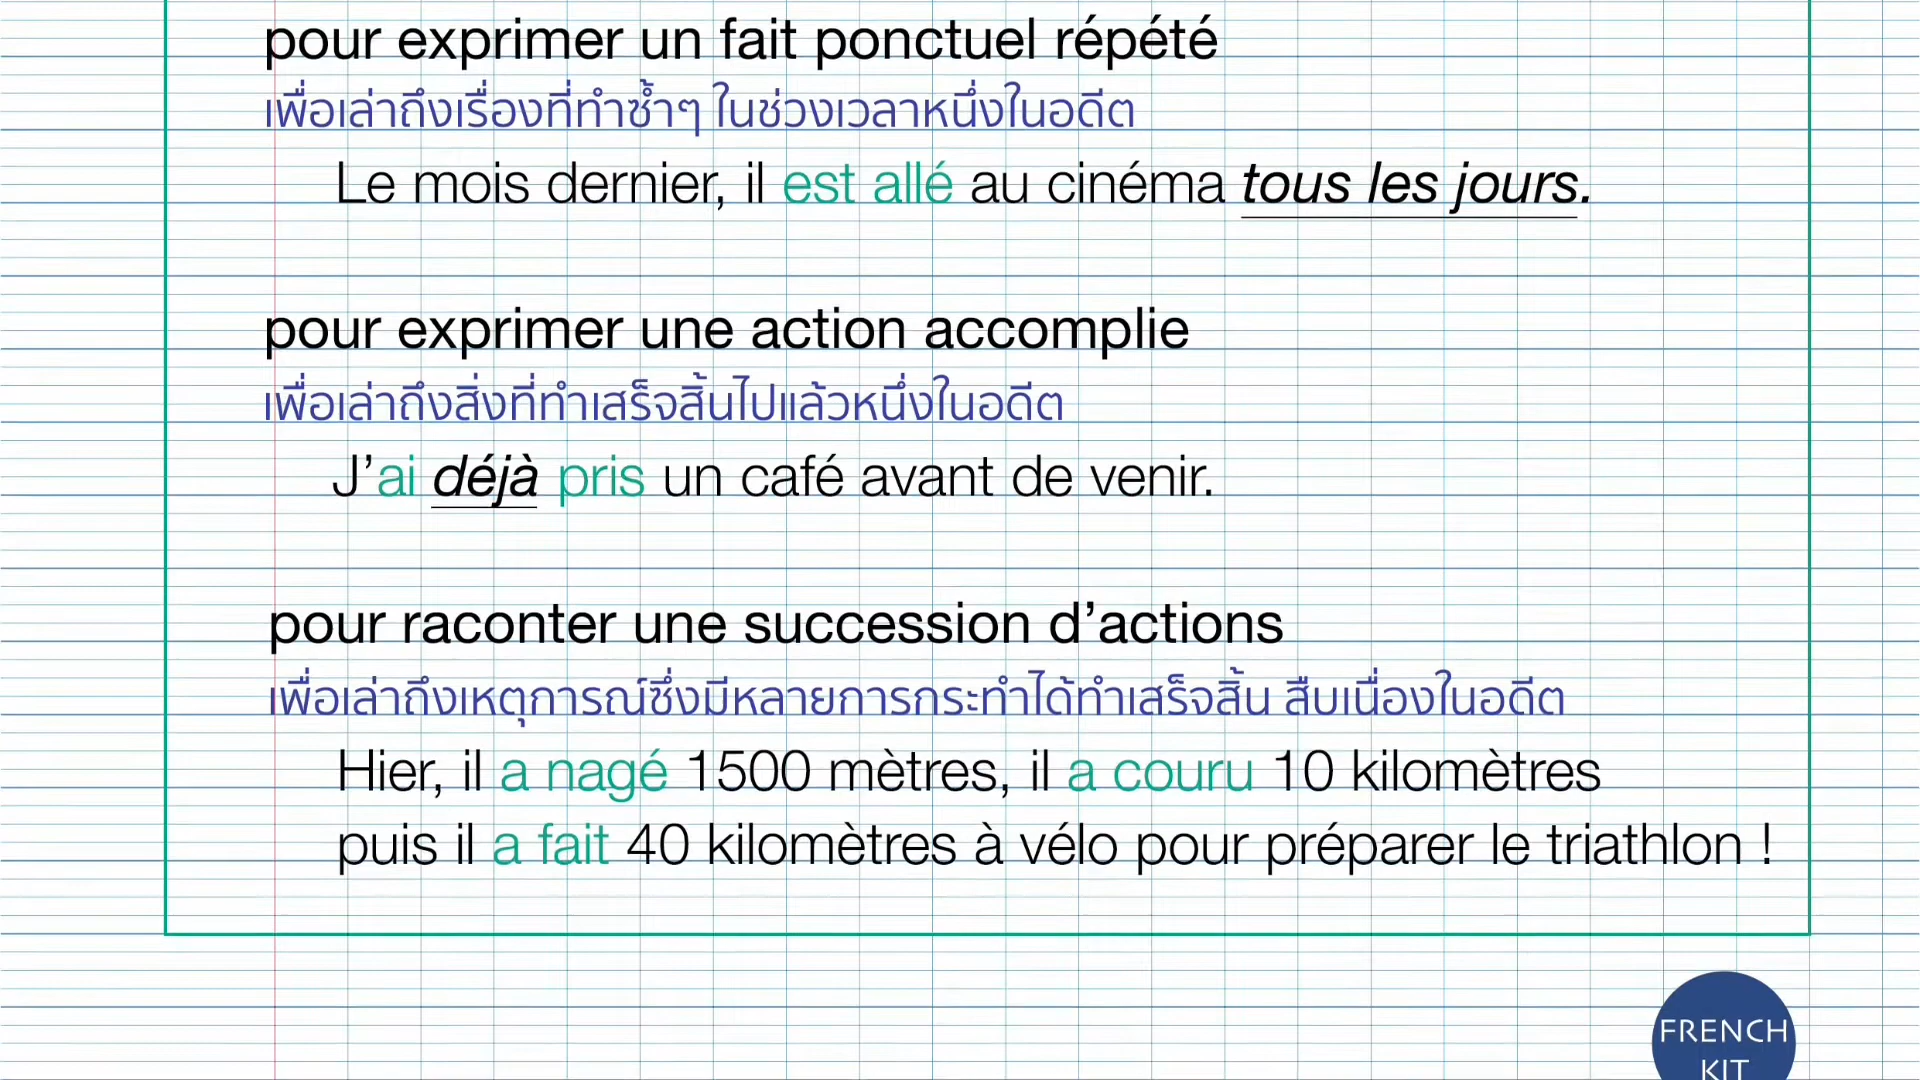 pour exprimer un fait ponctuel répété
เพื่อเล่าถึงเรื่องที่ทำซ้ำๆ ในช่วงเวลาหนึ่งในอดีต
Le mois dernier, il est allé au cinéma tous les jours.
pour exprimer une action accomplie
เพื่อเล่าถึงสิ่งที่ทำเสร็จสิ้นไปแล้วหนึ่งในอดีต
J’ai déjà pris un café avant de venir.
pour raconter une succession d’actions
เพื่อเล่าถึงเหตุการณ์ซึ่งมีหลายการกระทำได้ทำเสร็จสิ้น สืบเนื่องในอดีต
Hier, il a nagé 1500 mètres, il a couru 10 kilomètres
puis il a fait 40 kilomètres à vélo pour préparer le triathlon !
FRENCH
KIT